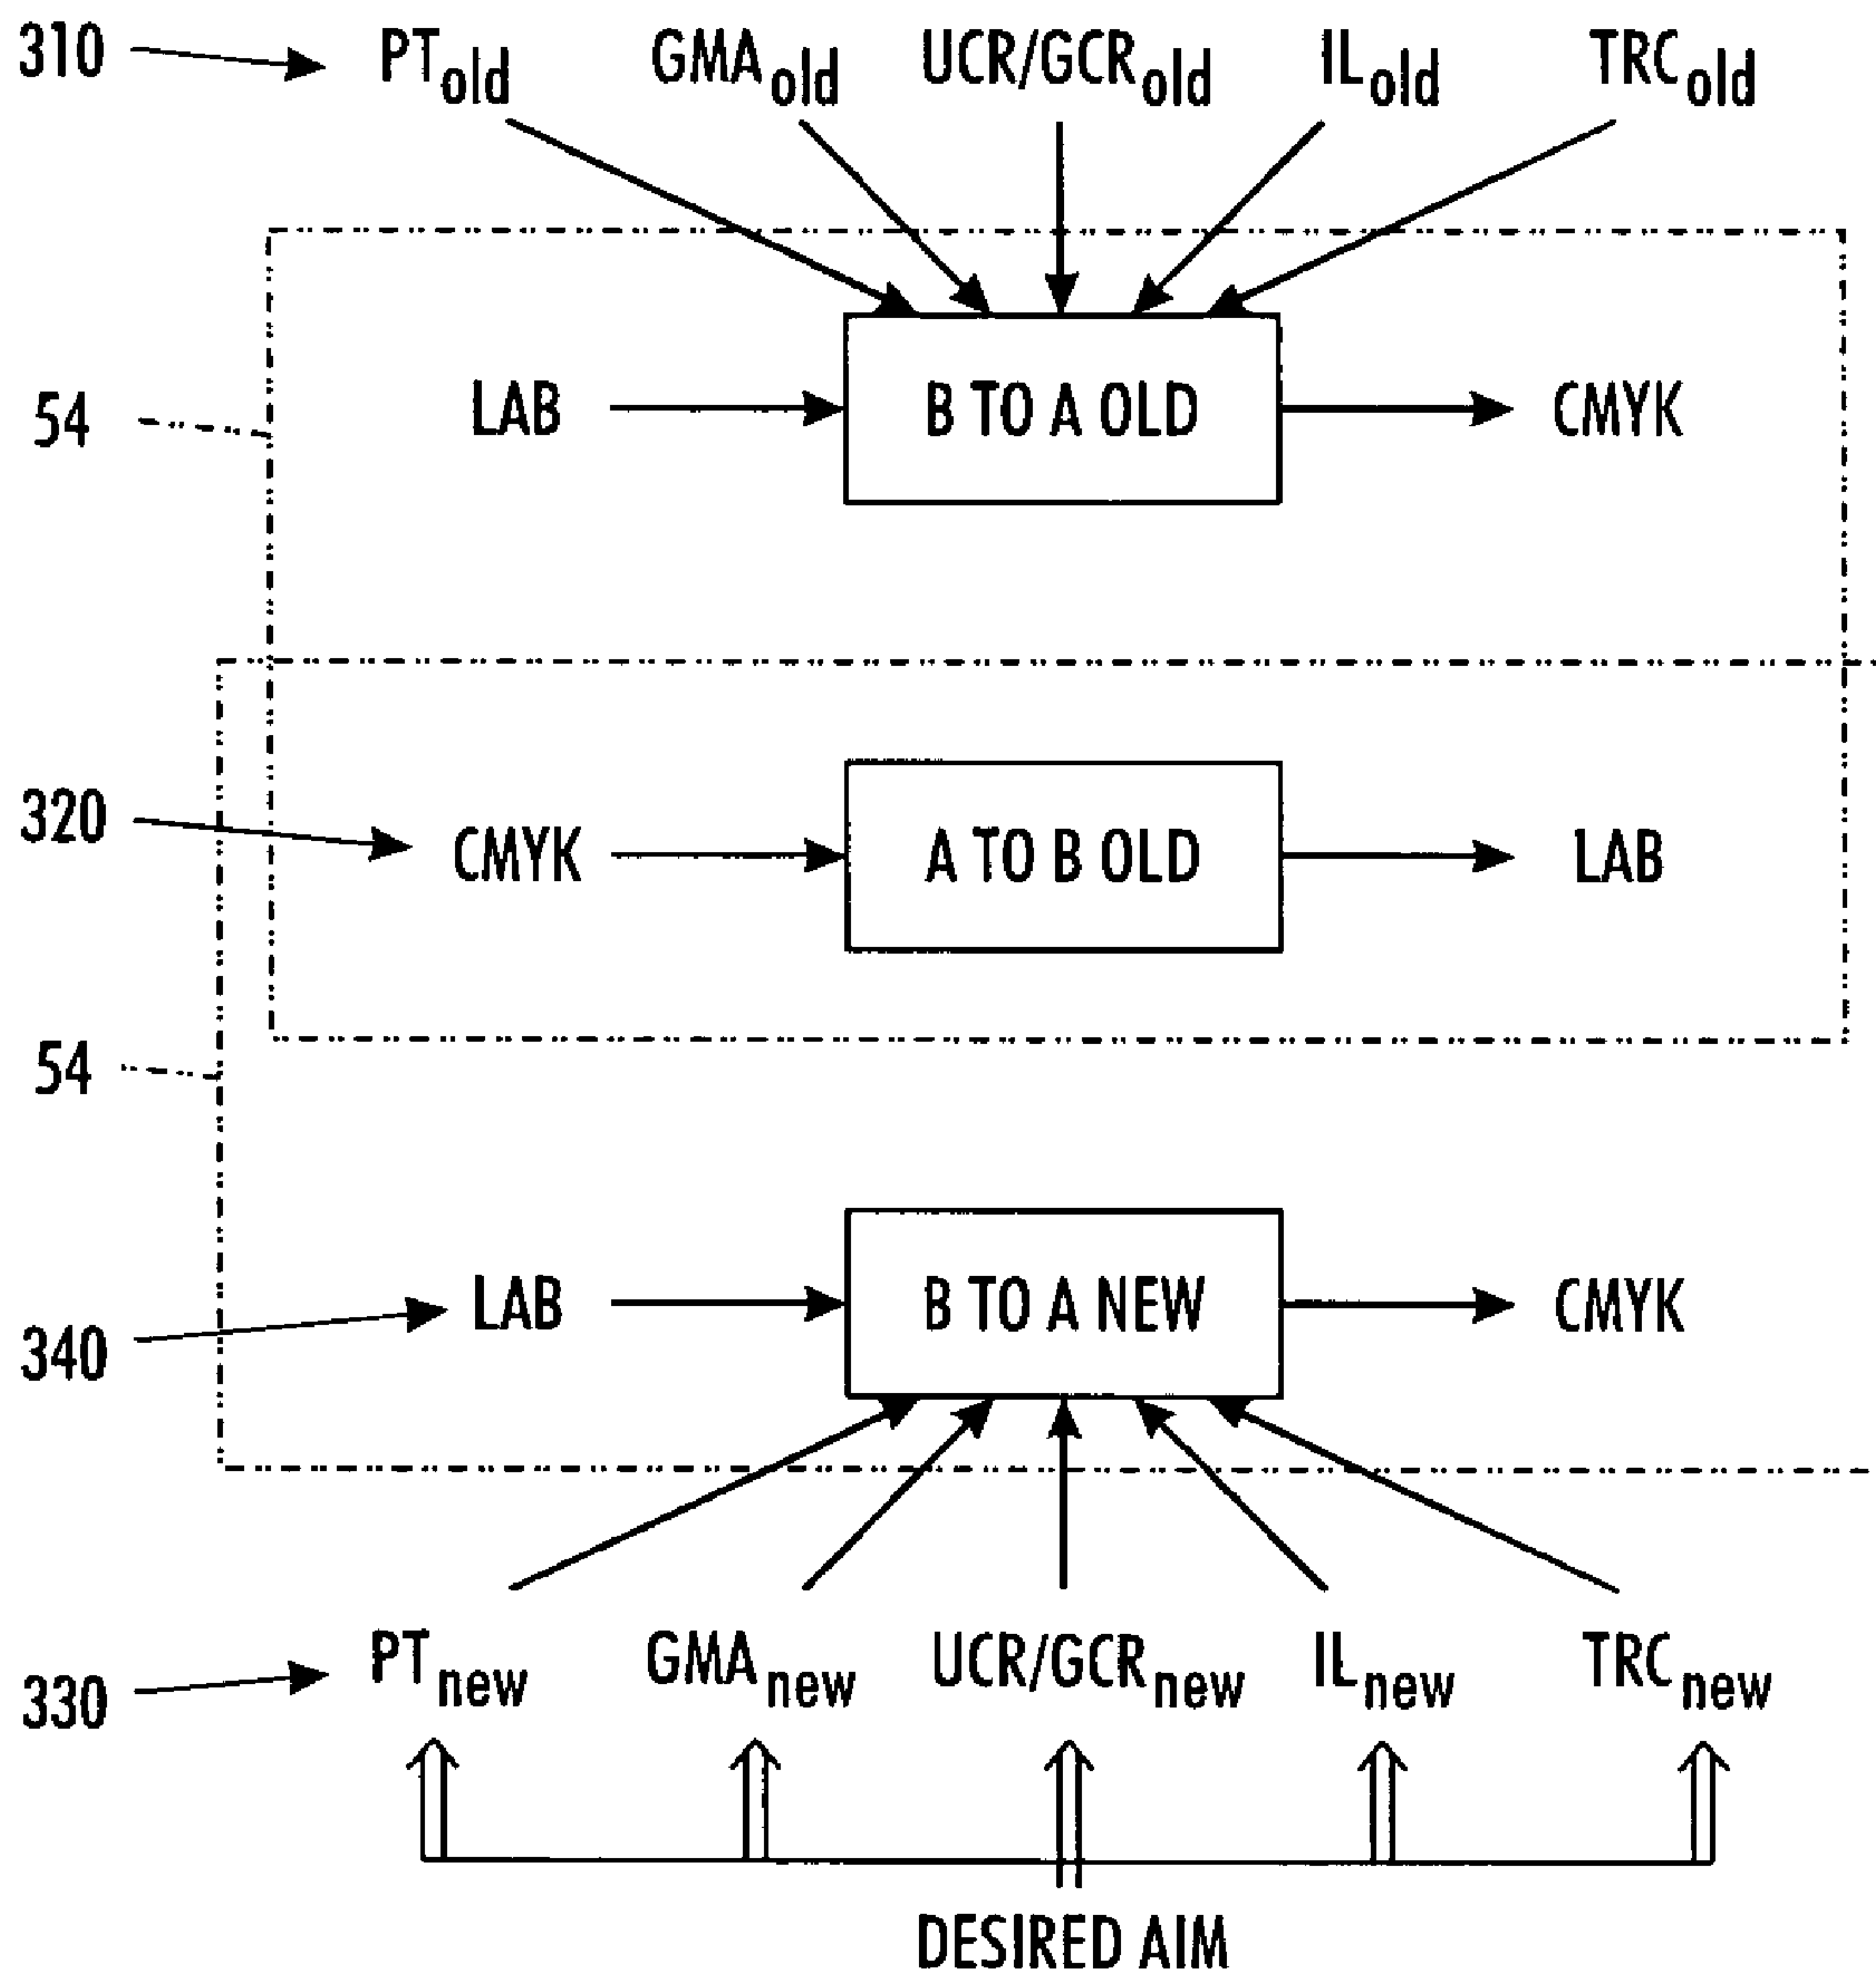 310 PTold GMAold UCR/GCRold ILold TRCold
54 LAB B TO A OLD CMYK
320 CMYK A TO B OLD LAB
54
340 LAB B TO A NEW CMYK
330 PTnew GMAnew UCR/GCRnew ILnew TRCnew
DESIRED AIM